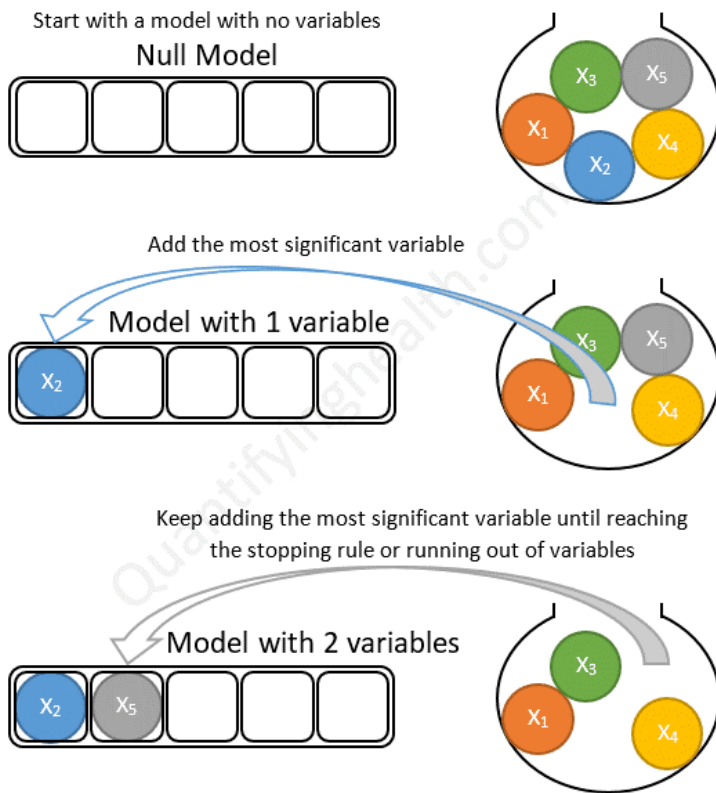 Start with a model with no variables
Null Model
X₃
X₅
X₁
X₄
X₂
Add the most significant variable
Model with 1 variable
X₂
X₃
X₅
X₁
X₄
Keep adding the most significant variable until reaching
the stopping rule or running out of variables
Model with 2 variables
X₂
X₅
X₃
X₁
X₄
Quantifyinghealth.com